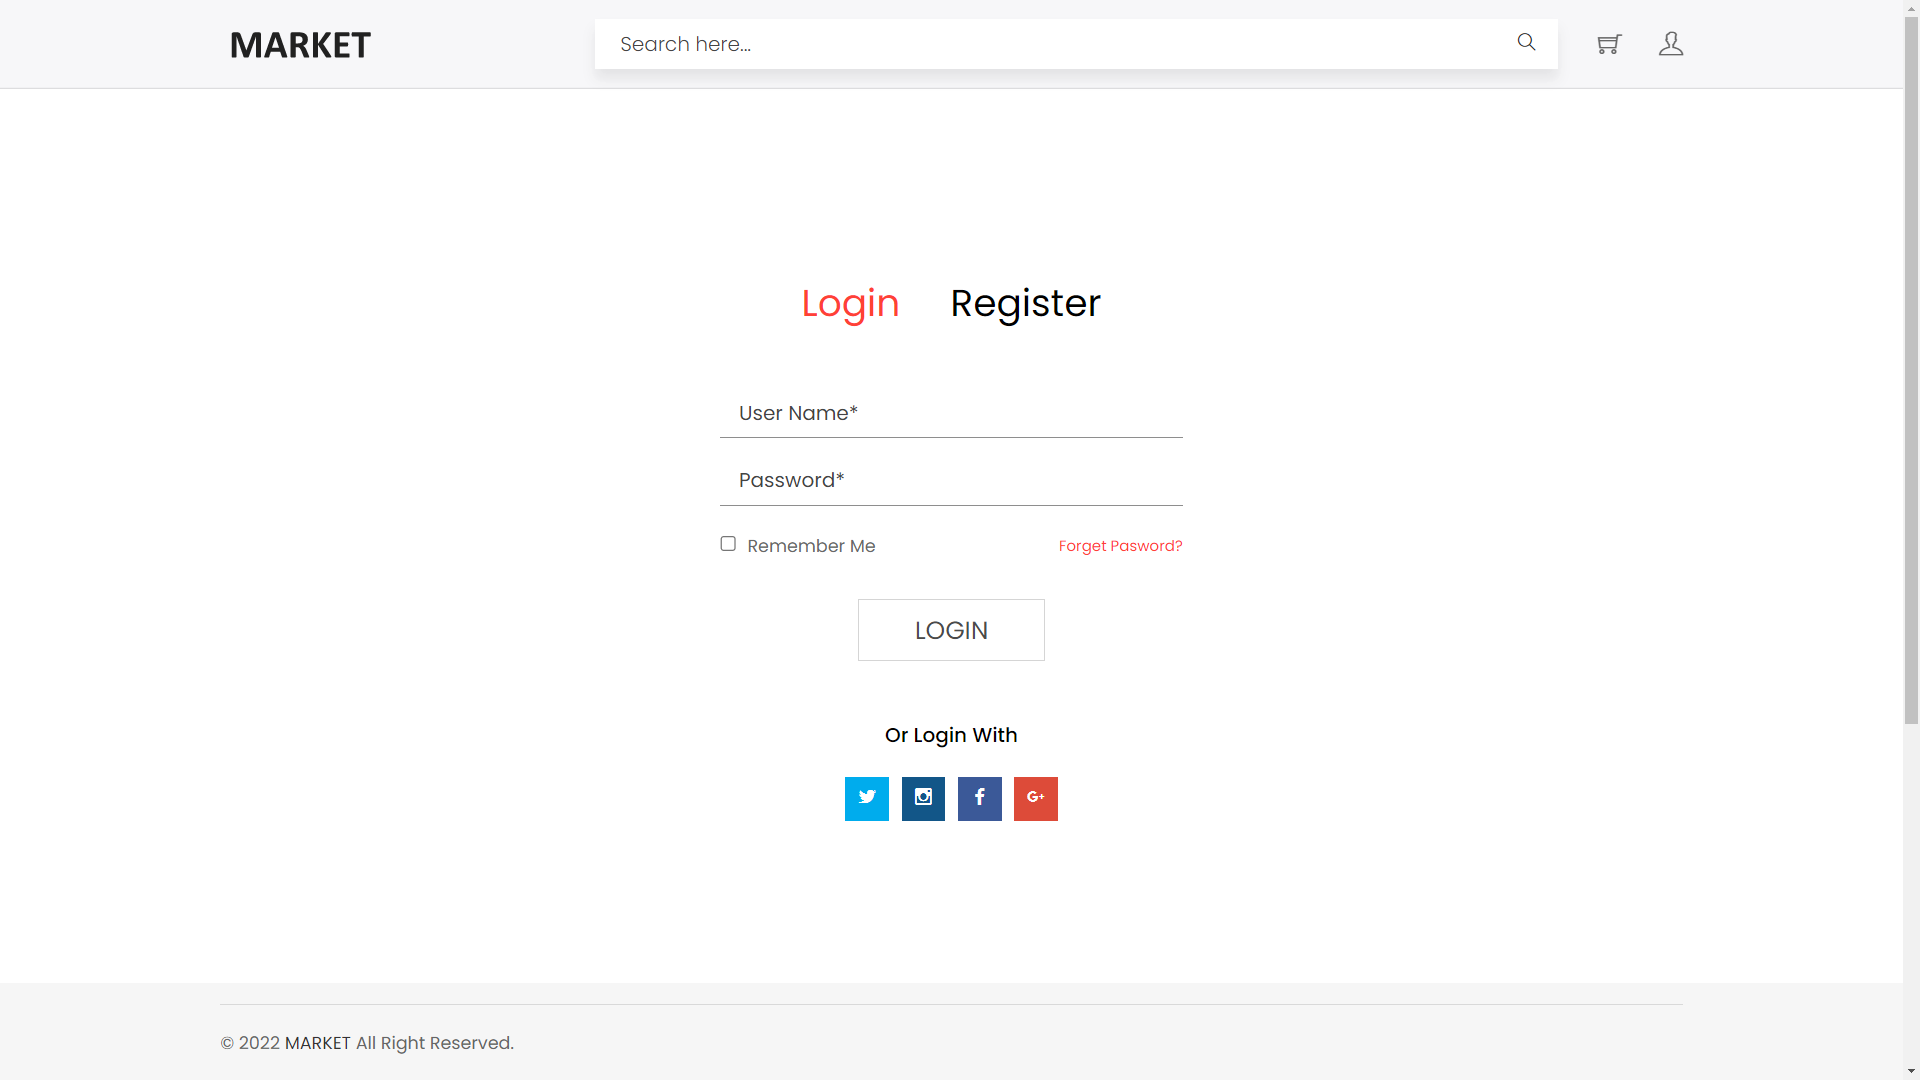 MARKET
Search here...
Login Register
User Name*
Password*
Remember Me Forget Pasword?
LOGIN
Or Login With
G+
© 2022 MARKET All Right Reserved.